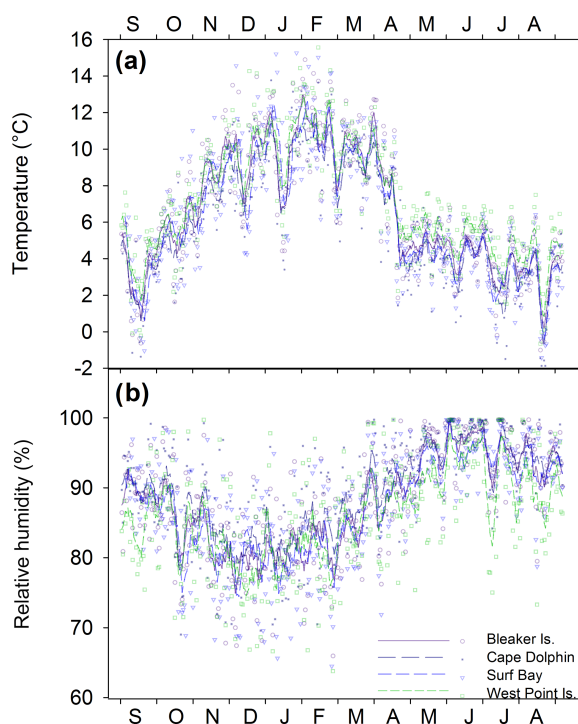 S O N D J F M A M J J A
(a)
Temperature (°C)
16
14
12
10
8
6
4
2
0
-2
(b)
Relative humidity (%)
100
90
80
70
60
Bleaker Is.
Cape Dolphin
Surf Bay
West Point Is.
S O N D J F M A M J J A